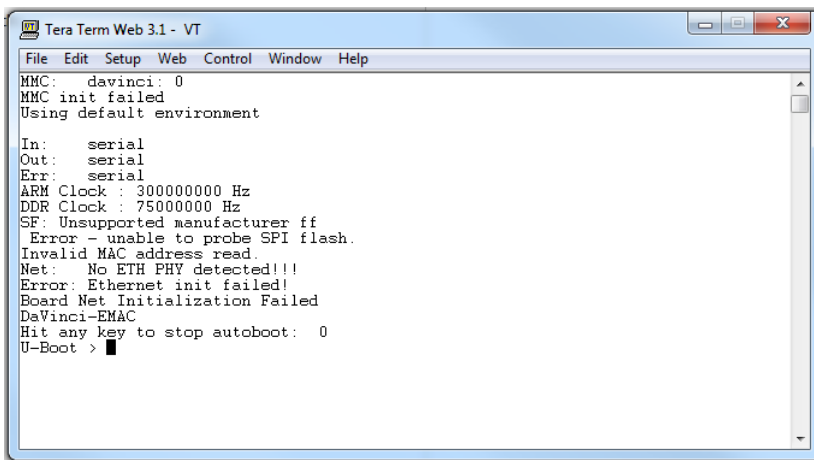 Tera Term Web 3.1 - VT
File Edit Setup Web Control Window Help
MMC: davinci: 0
MMC init failed
Using default environment
In: serial
Out: serial
Err: serial
ARM Clock : 300000000 Hz
DDR Clock : 75000000 Hz
SF: Unsupported manufacturer ff
Error - unable to probe SPI flash.
Invalid MAC address read.
Net: No ETH PHY detected!!!
Error: Ethernet init failed!
Board Net Initialization Failed
DaVinci-EMAC
Hit any key to stop autoboot: 0
U-Boot >